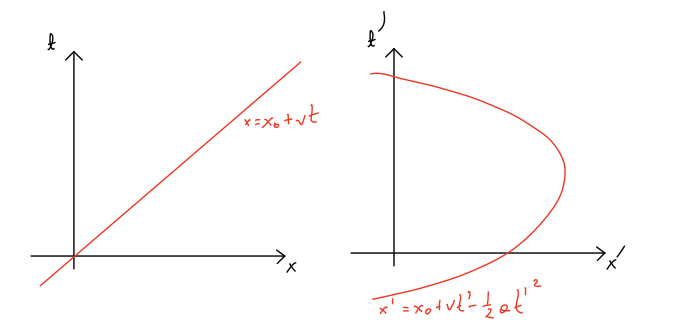 t
x = x₀ + vt
x
t'
x'
x' = x₀ + vt' - 1/2 at'²